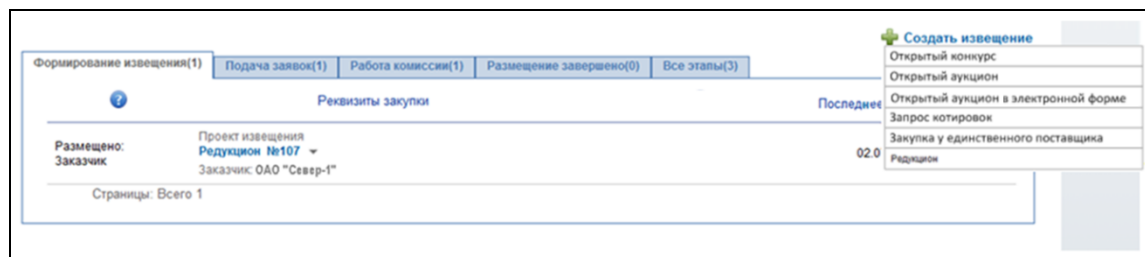 Создать извещение
Формирование извещения(1) Подача заявок(1) Работа комиссии(1) Размещение завершено(0) Все этапы(3)
Открытый конкурс
Открытый аукцион
Открытый аукцион в электронной форме
Запрос котировок
Закупка у единственного поставщика
Редукцион
? Реквизиты закупки Последнее
Размещено:
Заказчик
Проект извещения
Редукцион №107
Заказчик: ОАО "Север-1"
02.0
Страницы: Всего 1